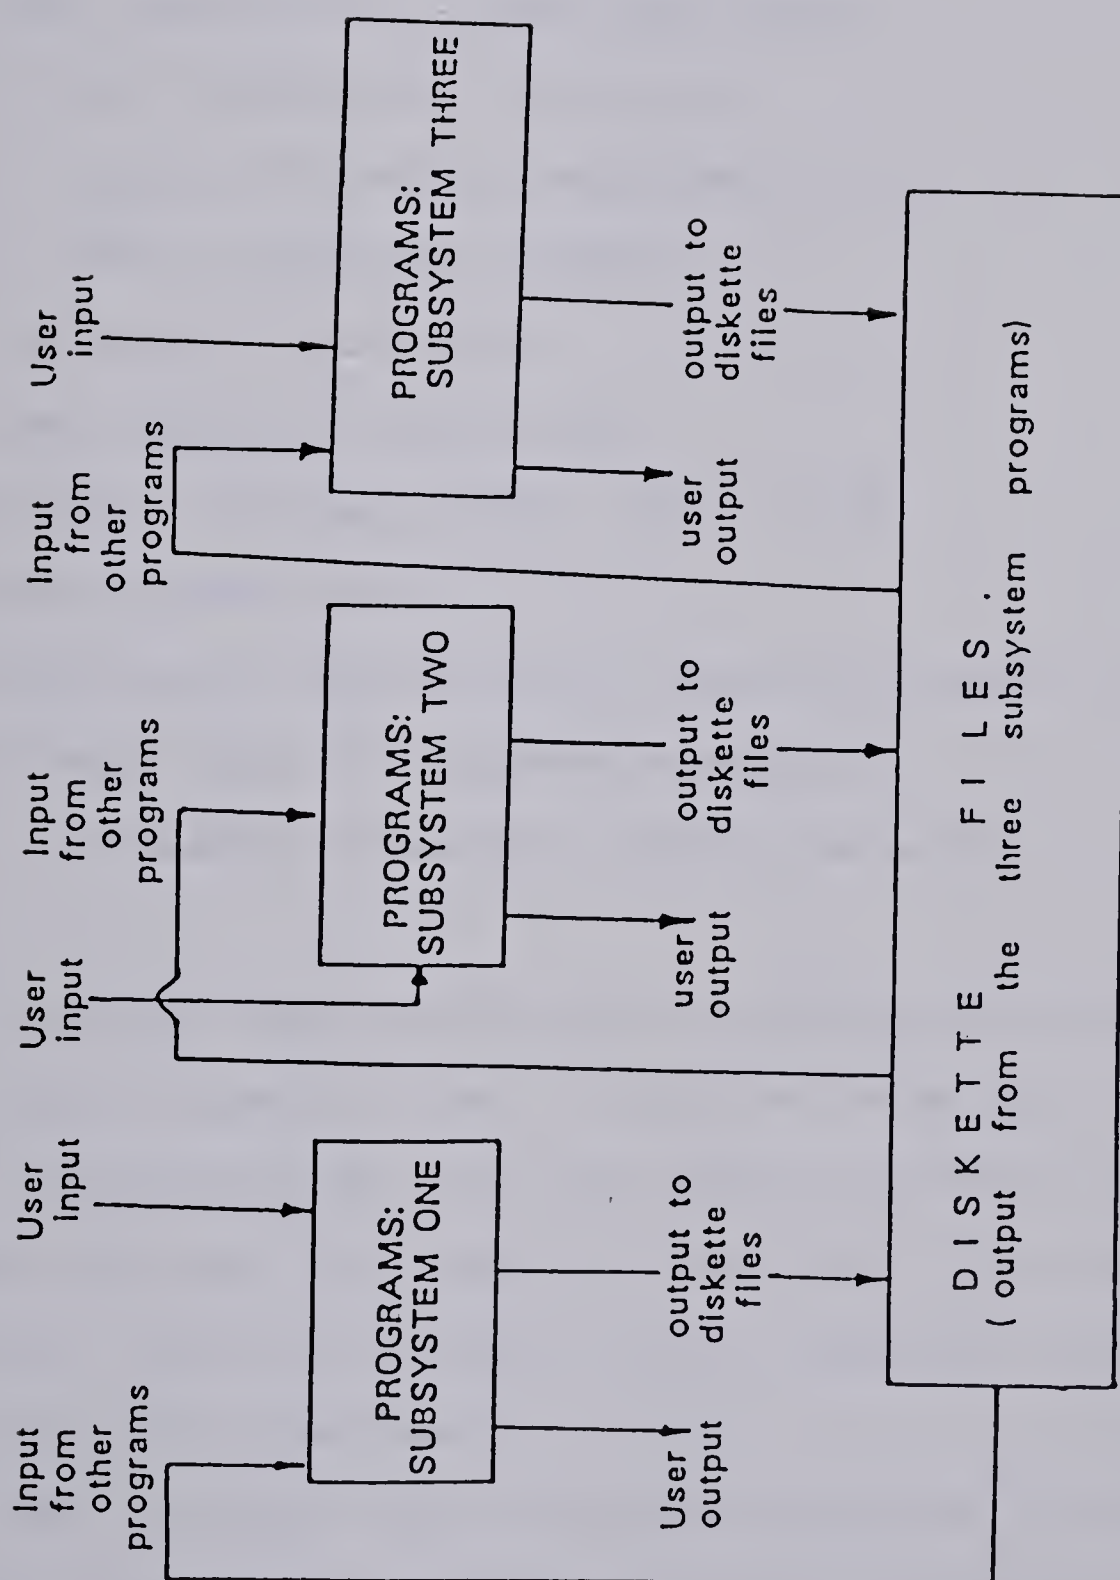 Input
from
other
programs
User
input
PROGRAMS:
SUBSYSTEM ONE
User
output
output to
diskette
files
User
input
Input
from
other
programs
PROGRAMS:
SUBSYSTEM TWO
user
output
output to
diskette
files
Input
from
other
programs
User
input
PROGRAMS:
SUBSYSTEM THREE
user
output
output to
diskette
files
DISKETTE FILES
( output from the three subsystem programs)